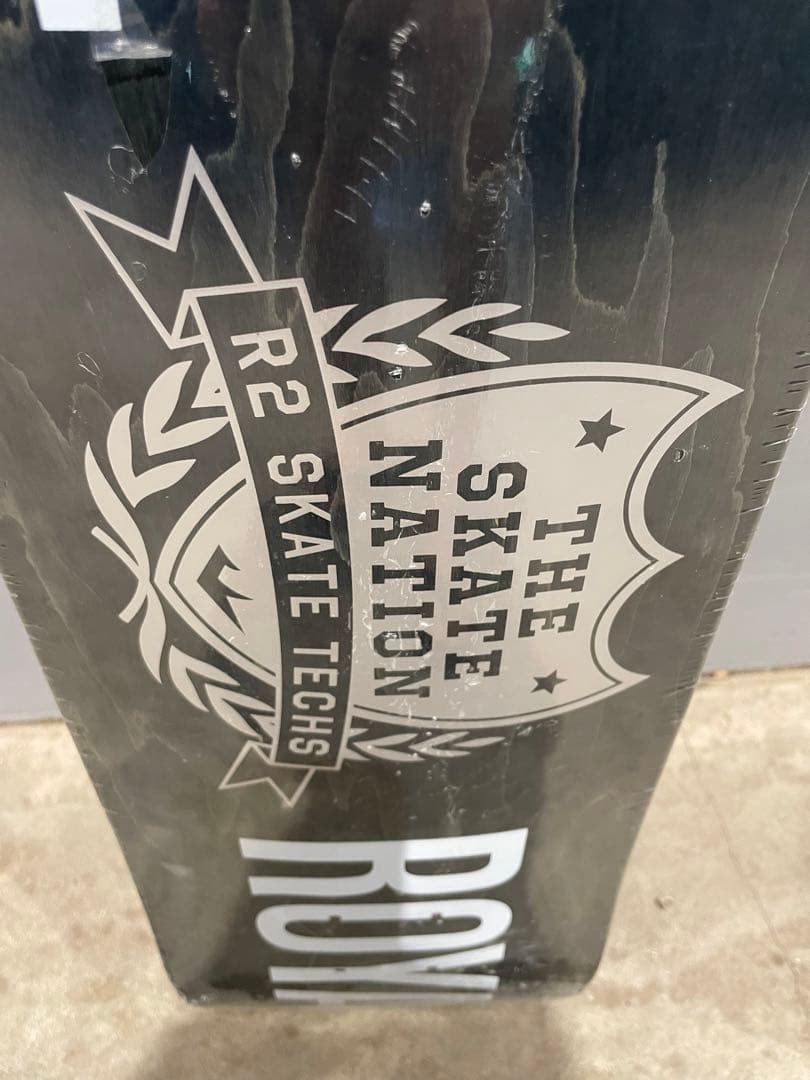 THE
SKATE
NATION
R2 SKATE TECHS